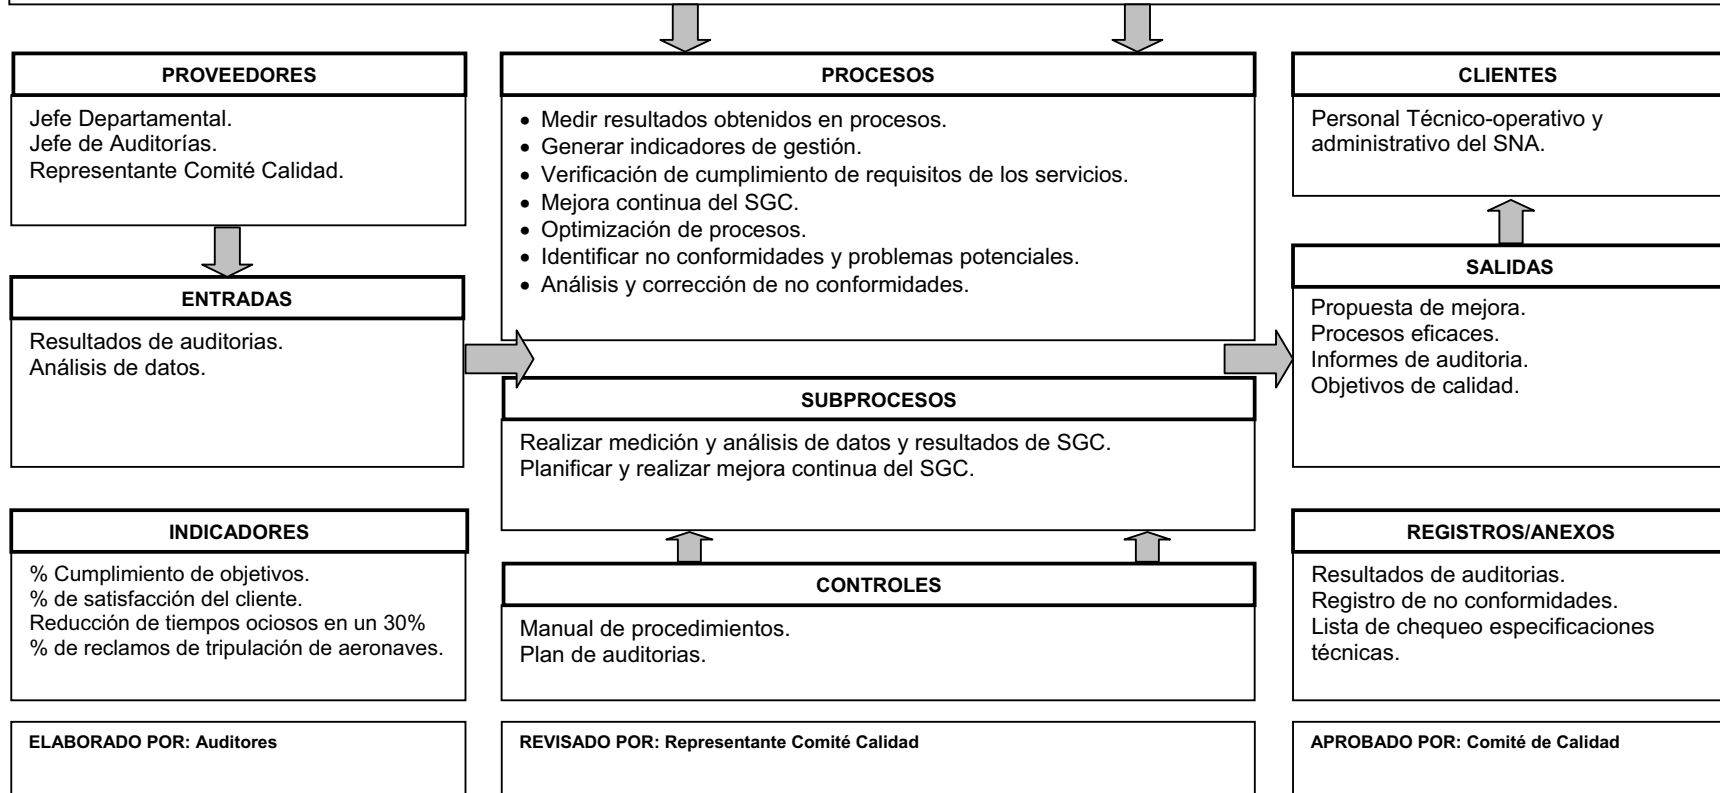 PROVEEDORES
Jefe Departamental.
Jefe de Auditorías.
Representante Comité Calidad.
ENTRADAS
Resultados de auditorias.
Análisis de datos.
INDICADORES
% Cumplimiento de objetivos.
% de satisfacción del cliente.
Reducción de tiempos ociosos en un 30%
% de reclamos de tripulación de aeronaves.
PROCESOS
• Medir resultados obtenidos en procesos.
• Generar indicadores de gestión.
• Verificación de cumplimiento de requisitos de los servicios.
• Mejora continua del SGC.
• Optimización de procesos.
• Identificar no conformidades y problemas potenciales.
• Análisis y corrección de no conformidades.
SUBPROCESOS
Realizar medición y análisis de datos y resultados de SGC.
Planificar y realizar mejora continua del SGC.
CONTROLES
Manual de procedimientos.
Plan de auditorias.
CLIENTES
Personal Técnico-operativo y
administrativo del SNA.
SALIDAS
Propuesta de mejora.
Procesos eficaces.
Informes de auditoria.
Objetivos de calidad.
REGISTROS/ANEXOS
Resultados de auditorias.
Registro de no conformidades.
Lista de chequeo especificaciones
técnicas.
ELABORADO POR: Auditores
REVISADO POR: Representante Comité Calidad
APROBADO POR: Comité de Calidad